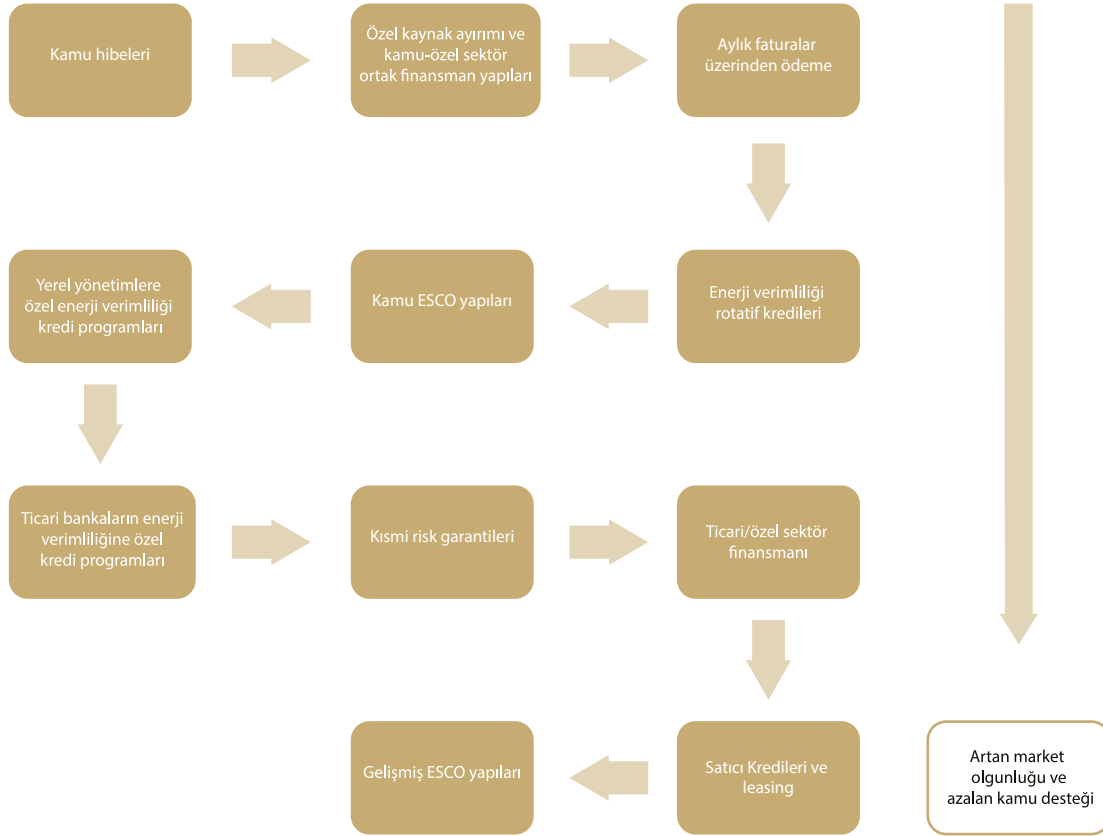 Kamu hibeleri
Özel kaynak ayırımı ve
kamu-özel sektör
ortak finansman yapıları
Aylık faturalar
üzerinden ödeme
Enerji verimliliği
rotatif kredileri
Kamu ESCO yapıları
Yerel yönetimlere
özel enerji verimliliği
kredi programları
Ticari bankaların enerji
verimliliğine özel
kredi programları
Kısmi risk garantileri
Ticari/özel sektör
finansmanı
Satıcı Kredileri ve
leasing
Gelişmiş ESCO yapıları
Artan market
olgunluğu ve
azalan kamu desteği